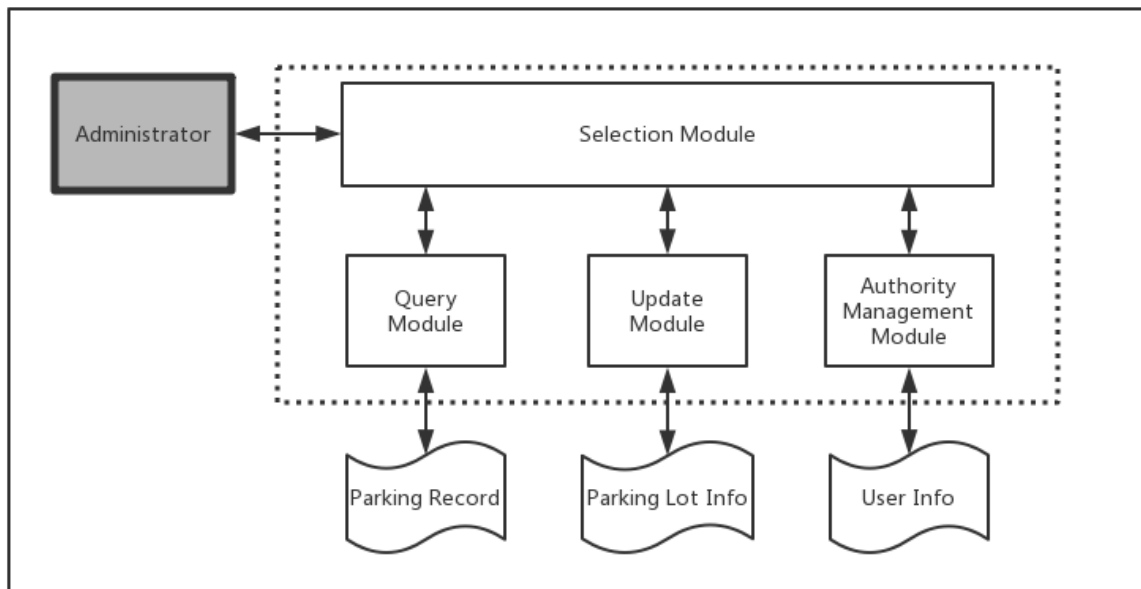 Administrator
Selection Module
Query
Module
Update
Module
Authority
Management
Module
Parking Record
Parking Lot Info
User Info